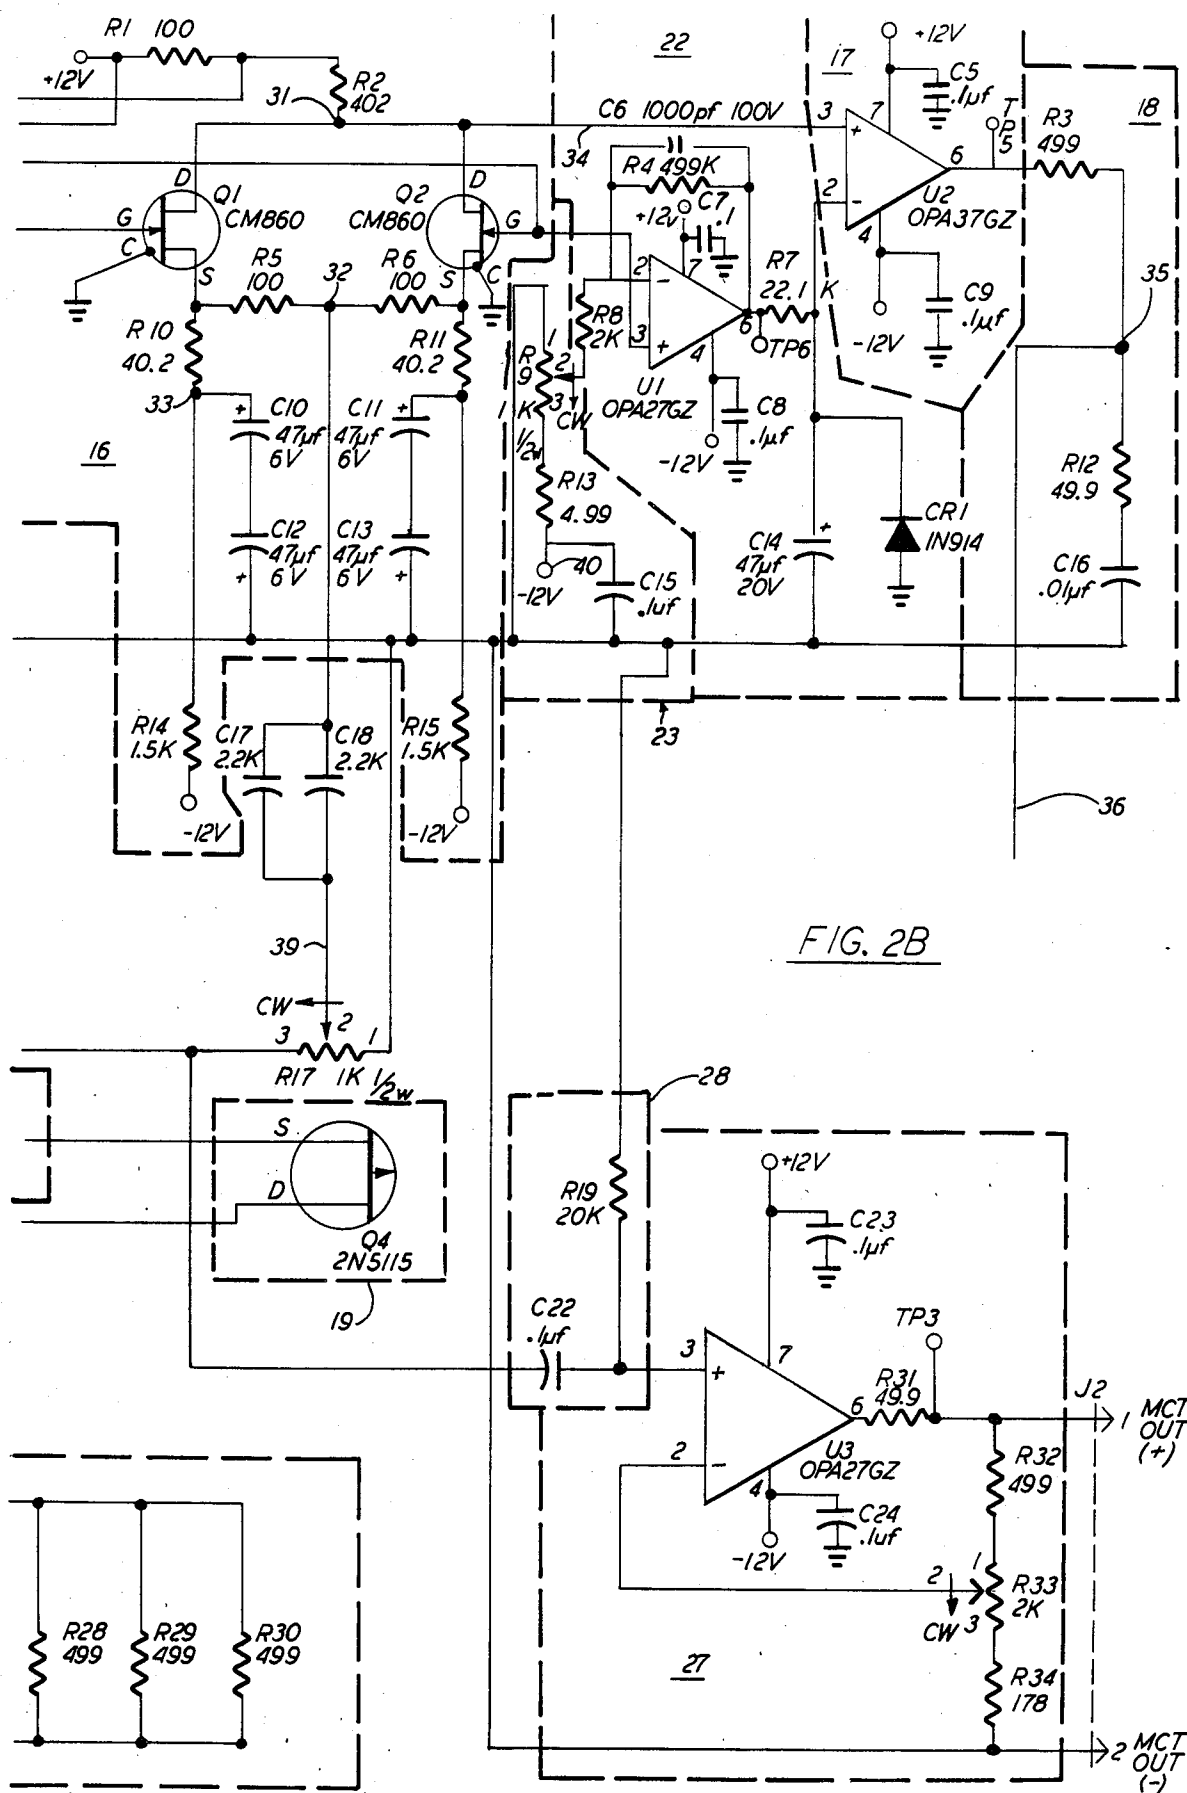 R1 100
+12V
R2
402
31
22
C6 1000pf 100V
34
R4 499K
+12V
C7
.1
17
+12V
C5
.1µf
3
7
+
2
-
6
4
U2
OPA37GZ
T
P
5
R3
499
18
D
Q1
CM860
G
C
S
Q2
D
CM860
G
S
C
R5
100
32
R6
100
R10
40.2
33
R11
40.2
2
-
7
3
+
6
4
U1
OPA27GZ
R8
2K
R7
22.1 K
TP6
R
9
1
K
1/2w
1
2
3
CW
C8
.1µf
-12V
-12V
C9
.1µf
35
16
C10
47µf
6V
+
C11
47µf
6V
+
C12
47µf
6V
+
C13
47µf
6V
+
R13
4.99
40
-12V
C15
.1uf
C14
47µf
20V
+
CR1
IN914
R12
49.9
C16
.01µf
R14
1.5K
-12V
C17
2.2K
C18
2.2K
R15
1.5K
-12V
23
36
39
FIG. 2B
CW
3
2
1
R17 1K 1/2w
28
S
D
Q4
2N5115
19
R19
20K
C22
.1µf
+12V
C23
.1µf
TP3
3
+
7
2
-
6
4
U3
OPA27GZ
R31
49.9
J2
1 MCT
OUT
(+)
R32
499
C24
.1uf
-12V
2
1
3
CW
R33
2K
R34
178
27
R28
499
R29
499
R30
499
2 MCT
OUT
(-)